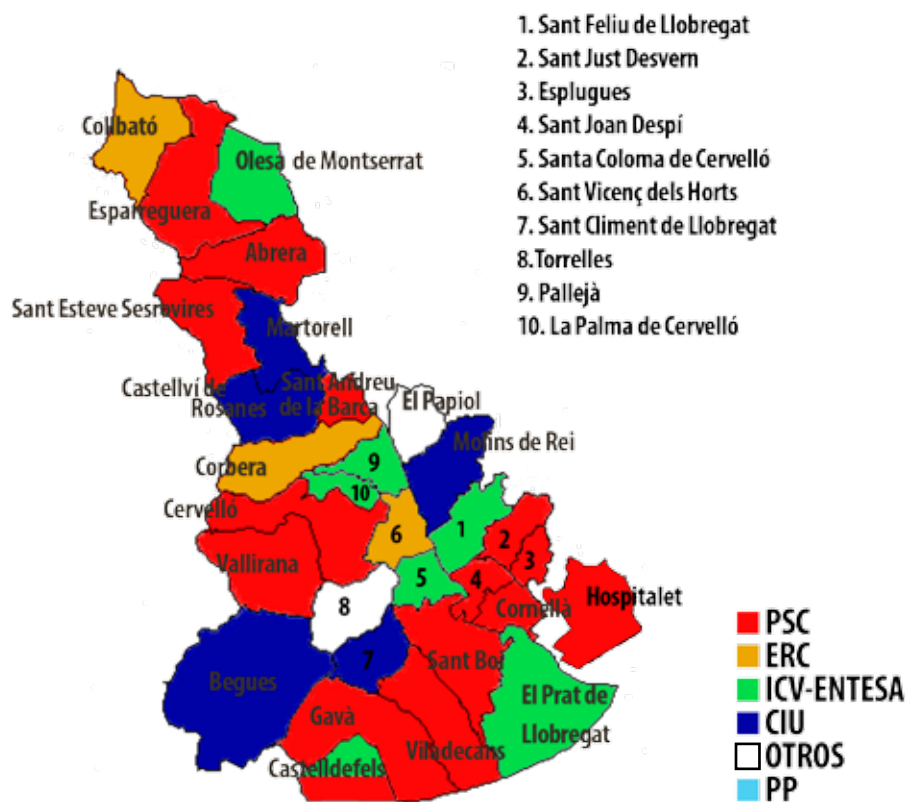 1. Sant Feliu de Llobregat
2. Sant Just Desvern
3. Esplugues
4. Sant Joan Despí
5. Santa Coloma de Cervelló
6. Sant Vicenç dels Horts
7. Sant Climent de Llobregat
8.Torrelles
9. Pallejà
10. La Palma de Cervelló
Collbató
Olesa de Montserrat
Esparreguera
Abrera
Sant Esteve Sesrovires
Martorell
Castellví de
Rosanes
Sant Andreu
de la Barca
El Papiol
Molins de Rei
Corbera
9
10
Cervelló
6
1
2
3
Vallirana
5
4
Hospitalet
Cornellà
8
7
Sant Boi
Begues
El Prat de
Llobregat
Gavà
Viladecans
Castelldefels
PSC
ERC
ICV-ENTESA
CIU
OTROS
PP